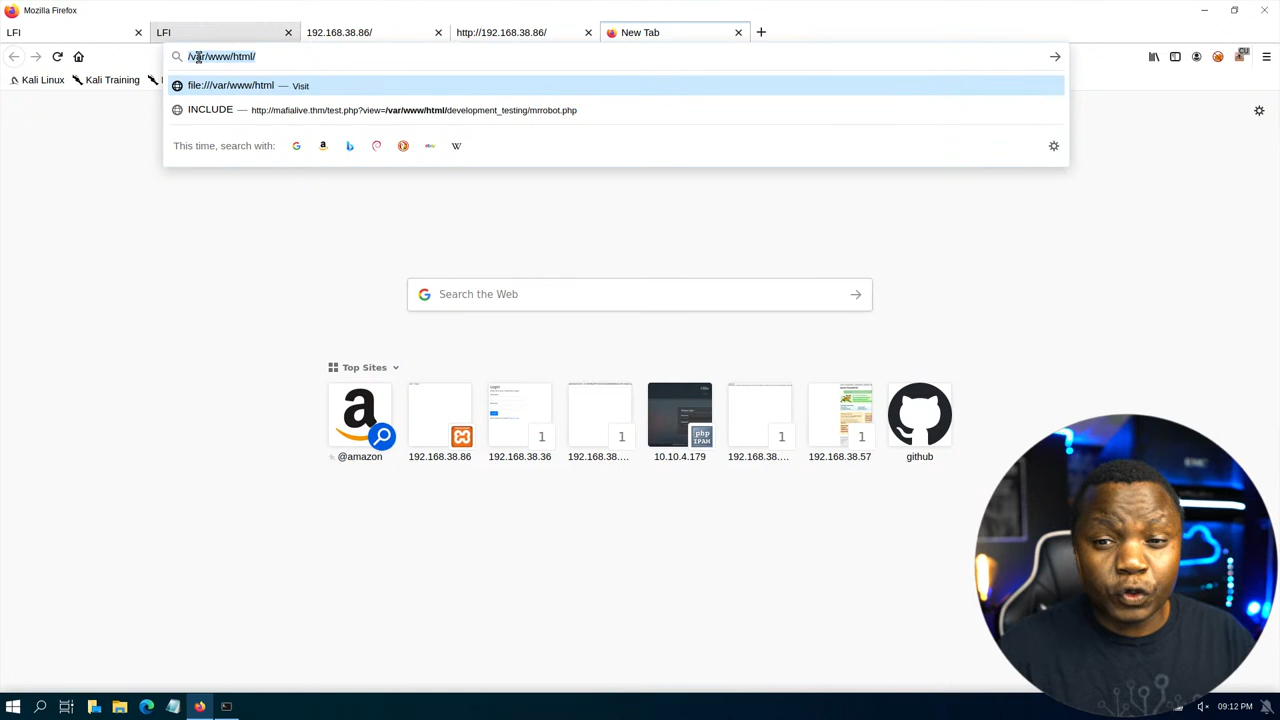 Mozilla Firefox
LFI
LFI
192.168.38.86/
http://192.168.38.86/
New Tab
/var/www/html/
CU
Kali Linux
Kali Training
file:///var/www/html — Visit
INCLUDE — http://mafialive.thm/test.php?view=/var/www/html/development_testing/mrrobot.php
This time, search with:
Search the Web
Top Sites
@amazon
192.168.38.86
1
192.168.38.36
1
192.168.38....
php
IPAM
10.10.4.179
1
192.168.38....
1
192.168.38.57
github
09:12 PM